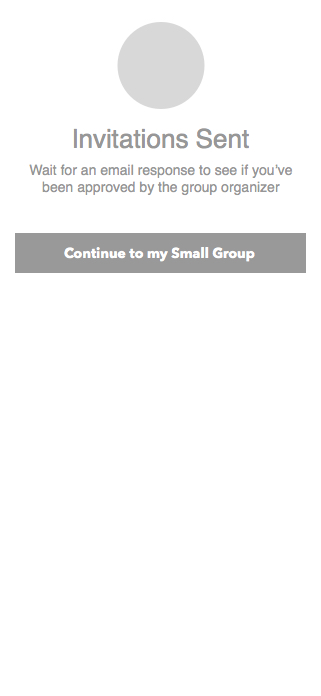 Invitations Sent
Wait for an email response to see if you’ve
been approved by the group organizer
Continue to my Small Group